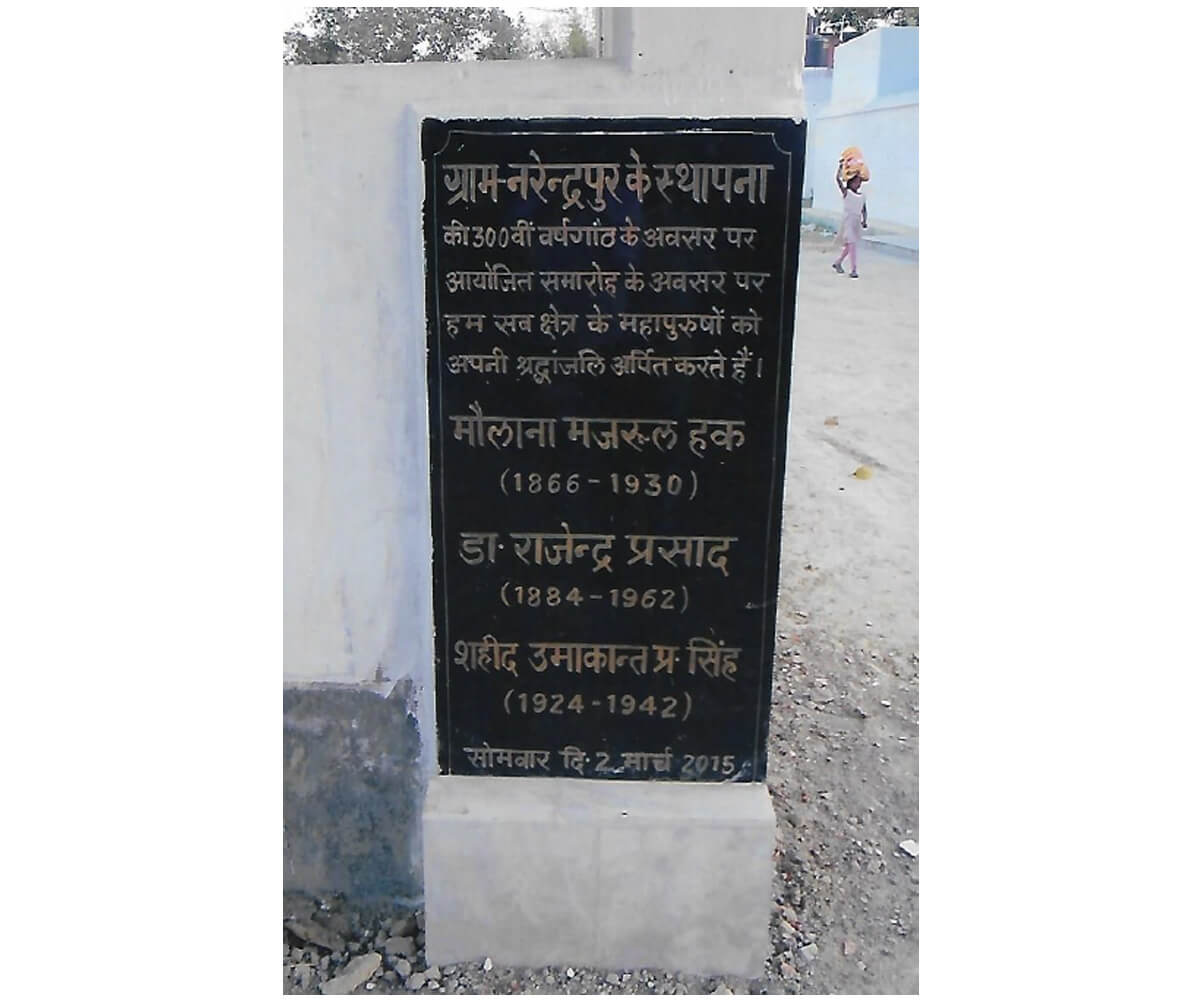 ग्राम-नरेन्द्रपुर के स्थापना
की 300वीं वर्षगांठ के अवसर पर
आयोजित समारोह के अवसर पर
हम सब क्षेत्र के महापुरुषों को
अपनी श्रद्धांजलि अर्पित करते हैं।
मौलाना मजरूल हक
(1866-1930)
डा. राजेन्द्र प्रसाद
(1884-1962)
शहीद उमाकान्त प्र. सिंह
(1924-1942)
सोमवार दि. 2 मार्च 2015